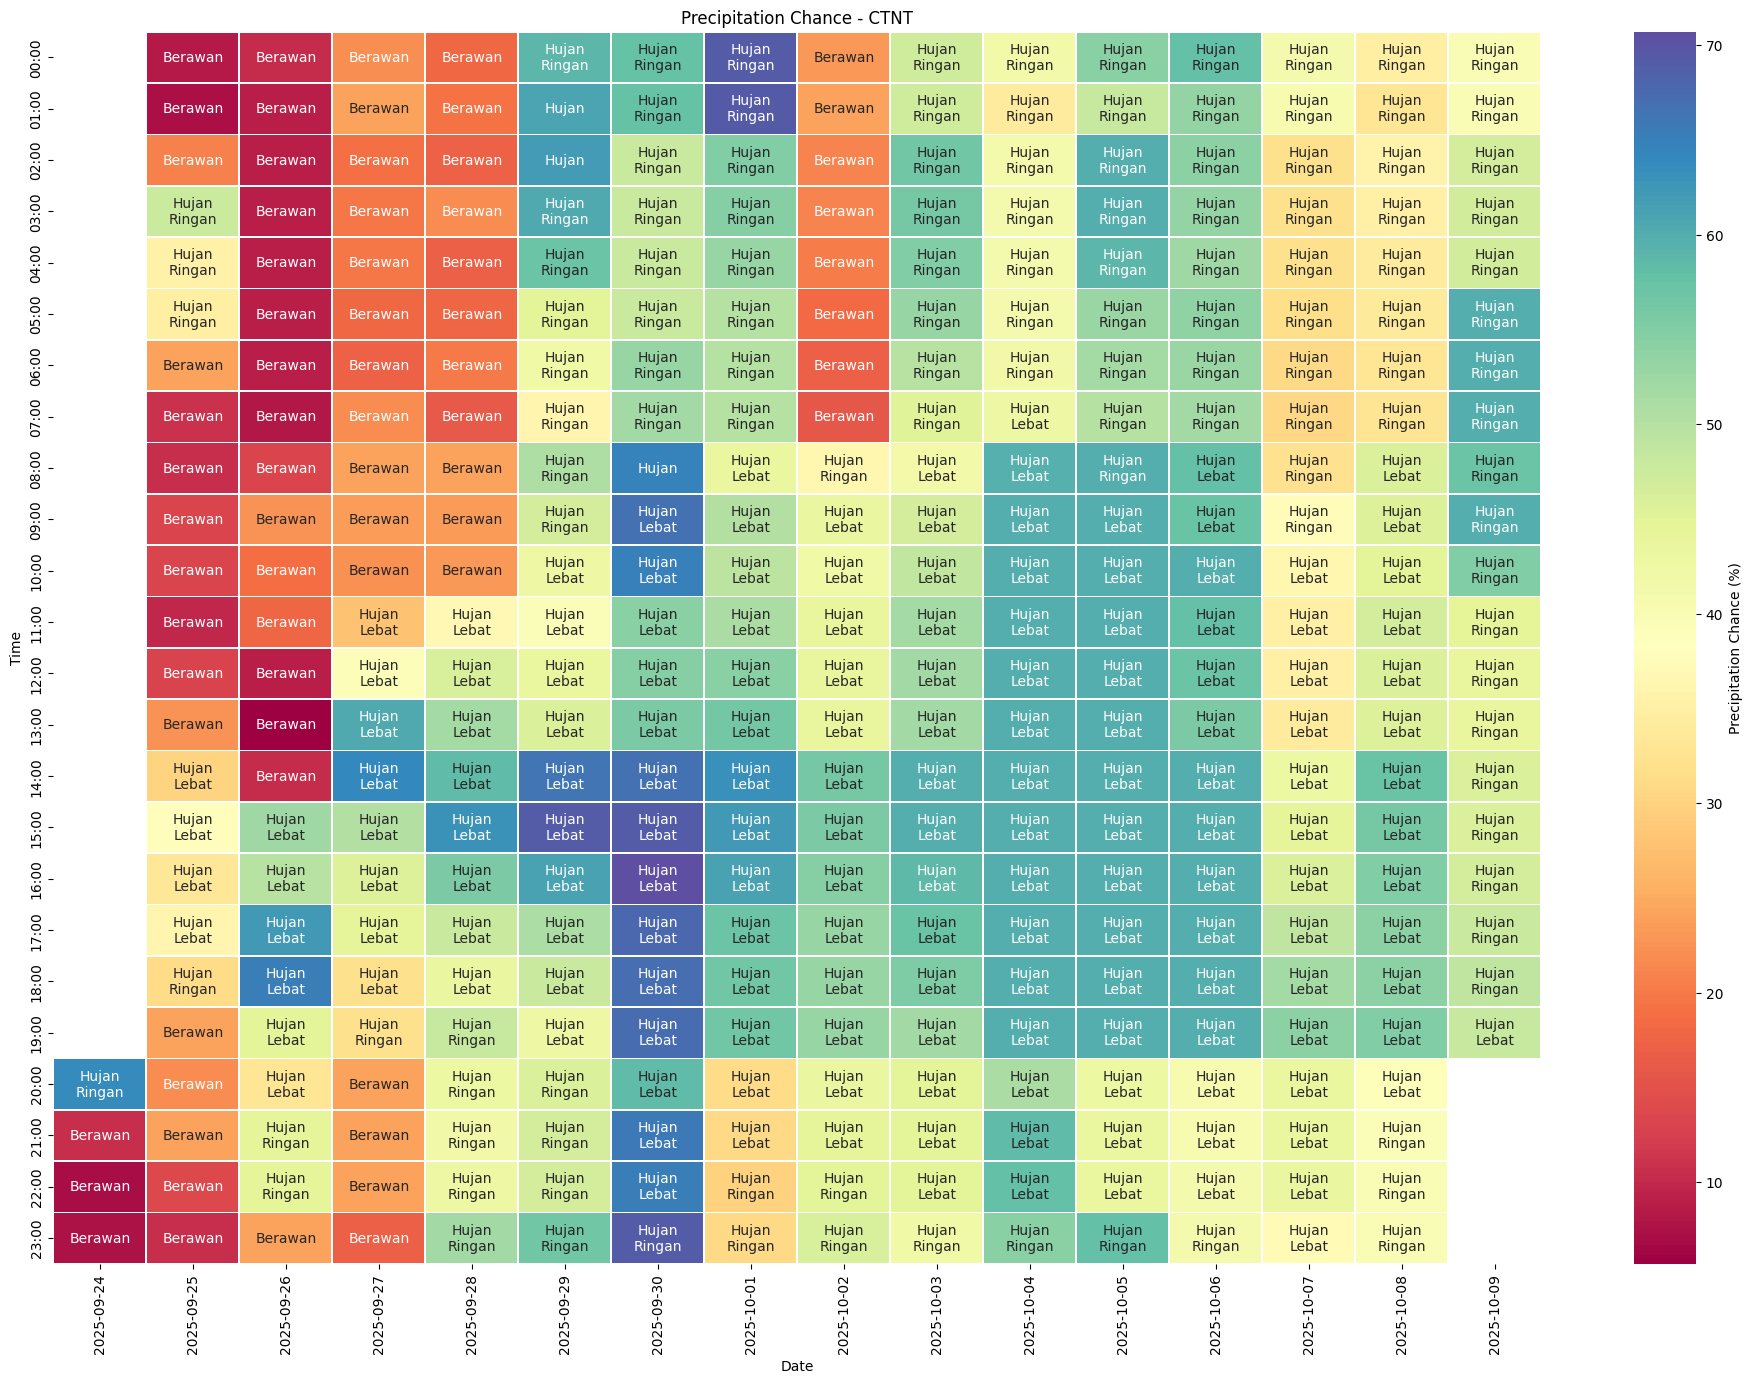 Precipitation Chance - CTNT
00:00 Berawan Berawan Berawan Berawan Hujan Ringan Hujan Ringan Hujan Ringan Berawan Hujan Ringan Hujan Ringan Hujan Ringan Hujan Ringan Hujan Ringan Hujan Ringan Hujan Ringan
01:00 Berawan Berawan Berawan Berawan Hujan Hujan Ringan Hujan Ringan Berawan Hujan Ringan Hujan Ringan Hujan Ringan Hujan Ringan Hujan Ringan Hujan Ringan Hujan Ringan
02:00 Berawan Berawan Berawan Berawan Hujan Hujan Ringan Hujan Ringan Berawan Hujan Ringan Hujan Ringan Hujan Ringan Hujan Ringan Hujan Ringan Hujan Ringan Hujan Ringan
03:00 Hujan Ringan Berawan Berawan Berawan Hujan Ringan Hujan Ringan Hujan Ringan Berawan Hujan Ringan Hujan Ringan Hujan Ringan Hujan Ringan Hujan Ringan Hujan Ringan Hujan Ringan
04:00 Hujan Ringan Berawan Berawan Berawan Hujan Ringan Hujan Ringan Hujan Ringan Berawan Hujan Ringan Hujan Ringan Hujan Ringan Hujan Ringan Hujan Ringan Hujan Ringan Hujan Ringan
05:00 Hujan Ringan Berawan Berawan Berawan Hujan Ringan Hujan Ringan Hujan Ringan Berawan Hujan Ringan Hujan Ringan Hujan Ringan Hujan Ringan Hujan Ringan Hujan Ringan Hujan Ringan
06:00 Berawan Berawan Berawan Berawan Hujan Ringan Hujan Ringan Hujan Ringan Berawan Hujan Ringan Hujan Ringan Hujan Ringan Hujan Ringan Hujan Ringan Hujan Ringan Hujan Ringan
07:00 Berawan Berawan Berawan Berawan Hujan Ringan Hujan Ringan Hujan Ringan Berawan Hujan Ringan Hujan Lebat Hujan Ringan Hujan Ringan Hujan Ringan Hujan Ringan Hujan Ringan
08:00 Berawan Berawan Berawan Berawan Hujan Ringan Hujan Hujan Lebat Hujan Ringan Hujan Lebat Hujan Lebat Hujan Ringan Hujan Lebat Hujan Ringan Hujan Lebat Hujan Ringan
09:00 Berawan Berawan Berawan Berawan Hujan Ringan Hujan Lebat Hujan Lebat Hujan Lebat Hujan Lebat Hujan Lebat Hujan Lebat Hujan Lebat Hujan Ringan Hujan Lebat Hujan Ringan
10:00 Berawan Berawan Berawan Berawan Hujan Lebat Hujan Lebat Hujan Lebat Hujan Lebat Hujan Lebat Hujan Lebat Hujan Lebat Hujan Lebat Hujan Lebat Hujan Lebat Hujan Ringan
11:00 Berawan Berawan Hujan Lebat Hujan Lebat Hujan Lebat Hujan Lebat Hujan Lebat Hujan Lebat Hujan Lebat Hujan Lebat Hujan Lebat Hujan Lebat Hujan Lebat Hujan Lebat Hujan Ringan
12:00 Berawan Berawan Hujan Lebat Hujan Lebat Hujan Lebat Hujan Lebat Hujan Lebat Hujan Lebat Hujan Lebat Hujan Lebat Hujan Lebat Hujan Lebat Hujan Lebat Hujan Lebat Hujan Ringan
13:00 Berawan Berawan Hujan Lebat Hujan Lebat Hujan Lebat Hujan Lebat Hujan Lebat Hujan Lebat Hujan Lebat Hujan Lebat Hujan Lebat Hujan Lebat Hujan Lebat Hujan Lebat Hujan Ringan
14:00 Hujan Lebat Berawan Hujan Lebat Hujan Lebat Hujan Lebat Hujan Lebat Hujan Lebat Hujan Lebat Hujan Lebat Hujan Lebat Hujan Lebat Hujan Lebat Hujan Lebat Hujan Lebat Hujan Ringan
15:00 Hujan Lebat Hujan Lebat Hujan Lebat Hujan Lebat Hujan Lebat Hujan Lebat Hujan Lebat Hujan Lebat Hujan Lebat Hujan Lebat Hujan Lebat Hujan Lebat Hujan Lebat Hujan Lebat Hujan Ringan
16:00 Hujan Lebat Hujan Lebat Hujan Lebat Hujan Lebat Hujan Lebat Hujan Lebat Hujan Lebat Hujan Lebat Hujan Lebat Hujan Lebat Hujan Lebat Hujan Lebat Hujan Lebat Hujan Lebat Hujan Ringan
17:00 Hujan Lebat Hujan Lebat Hujan Lebat Hujan Lebat Hujan Lebat Hujan Lebat Hujan Lebat Hujan Lebat Hujan Lebat Hujan Lebat Hujan Lebat Hujan Lebat Hujan Lebat Hujan Lebat Hujan Ringan
18:00 Hujan Ringan Hujan Lebat Hujan Lebat Hujan Lebat Hujan Lebat Hujan Lebat Hujan Lebat Hujan Lebat Hujan Lebat Hujan Lebat Hujan Lebat Hujan Lebat Hujan Lebat Hujan Lebat Hujan Ringan
19:00 Berawan Hujan Lebat Hujan Ringan Hujan Ringan Hujan Lebat Hujan Lebat Hujan Lebat Hujan Lebat Hujan Lebat Hujan Lebat Hujan Lebat Hujan Lebat Hujan Lebat Hujan Lebat Hujan Lebat
20:00 Hujan Ringan Berawan Hujan Lebat Berawan Hujan Ringan Hujan Ringan Hujan Lebat Hujan Lebat Hujan Lebat Hujan Lebat Hujan Lebat Hujan Lebat Hujan Lebat Hujan Lebat Hujan Lebat
21:00 Berawan Berawan Hujan Ringan Berawan Hujan Ringan Hujan Ringan Hujan Lebat Hujan Lebat Hujan Lebat Hujan Lebat Hujan Lebat Hujan Lebat Hujan Lebat Hujan Lebat Hujan Ringan
22:00 Berawan Berawan Hujan Ringan Berawan Hujan Ringan Hujan Ringan Hujan Lebat Hujan Ringan Hujan Ringan Hujan Lebat Hujan Lebat Hujan Lebat Hujan Lebat Hujan Lebat Hujan Ringan
23:00 Berawan Berawan Berawan Berawan Hujan Ringan Hujan Ringan Hujan Ringan Hujan Ringan Hujan Ringan Hujan Ringan Hujan Ringan Hujan Ringan Hujan Ringan Hujan Lebat Hujan Ringan
Time
2025-09-24 2025-09-25 2025-09-26 2025-09-27 2025-09-28 2025-09-29 2025-09-30 2025-10-01 2025-10-02 2025-10-03 2025-10-04 2025-10-05 2025-10-06 2025-10-07 2025-10-08 2025-10-09
Date
70
60
50
40
30
20
10
Precipitation Chance (%)